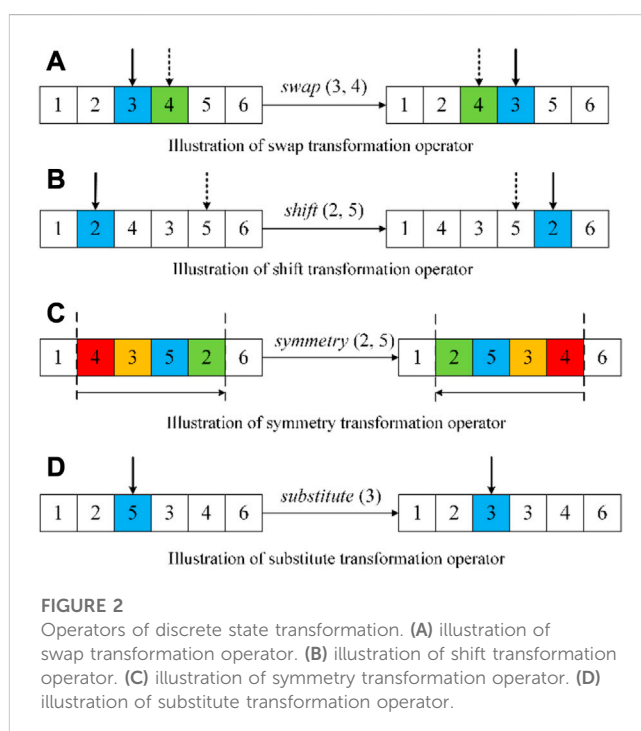 A
swap (3, 4)
1 2 3 4 5 6
1 2 4 3 5 6
Illustration of swap transformation operator
B
shift (2, 5)
1 2 4 3 5 6
1 4 3 5 2 6
Illustration of shift transformation operator
C
symmetry (2, 5)
1 4 3 5 2 6
1 2 5 3 4 6
Illustration of symmetry transformation operator
D
substitute (3)
1 2 5 3 4 6
1 2 3 3 4 6
Illustration of substitute transformation operator
FIGURE 2
Operators of discrete state transformation. (A) illustration of
swap transformation operator. (B) illustration of shift transformation
operator. (C) illustration of symmetry transformation operator. (D)
illustration of substitute transformation operator.